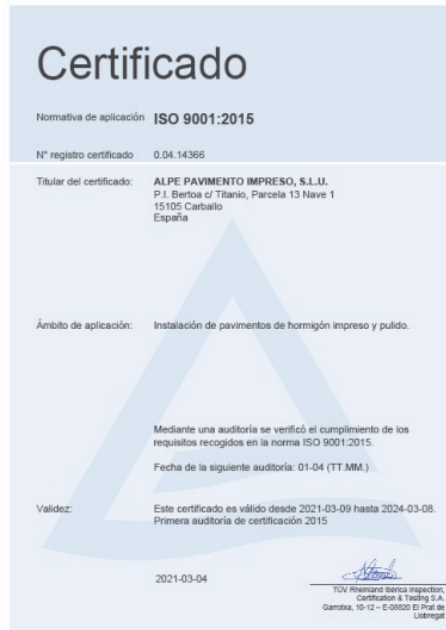 Certificado
Normativa de aplicación ISO 9001:2015
N° registro certificado 0.04.14366
Titular del certificado: ALPE PAVIMENTO IMPRESO, S.L.U.
P.I. Bertoa c/ Titanio, Parcela 13 Nave 1
15105 Carballo
España
Ámbito de aplicación: Instalación de pavimentos de hormigón impreso y pulido.
Mediante una auditoría se verificó el cumplimiento de los
requisitos recogidos en la norma ISO 9001:2015.
Fecha de la siguiente auditoría: 01-04 (TT.MM.)
Validez: Este certificado es válido desde 2021-03-09 hasta 2024-03-08.
Primera auditoría de certificación 2015
2021-03-04
TÜV Rheinland Ibérica Inspection,
Certification & Testing S.A.
Garrotxa, 10-12 – E-08820 El Prat de
Llobregat